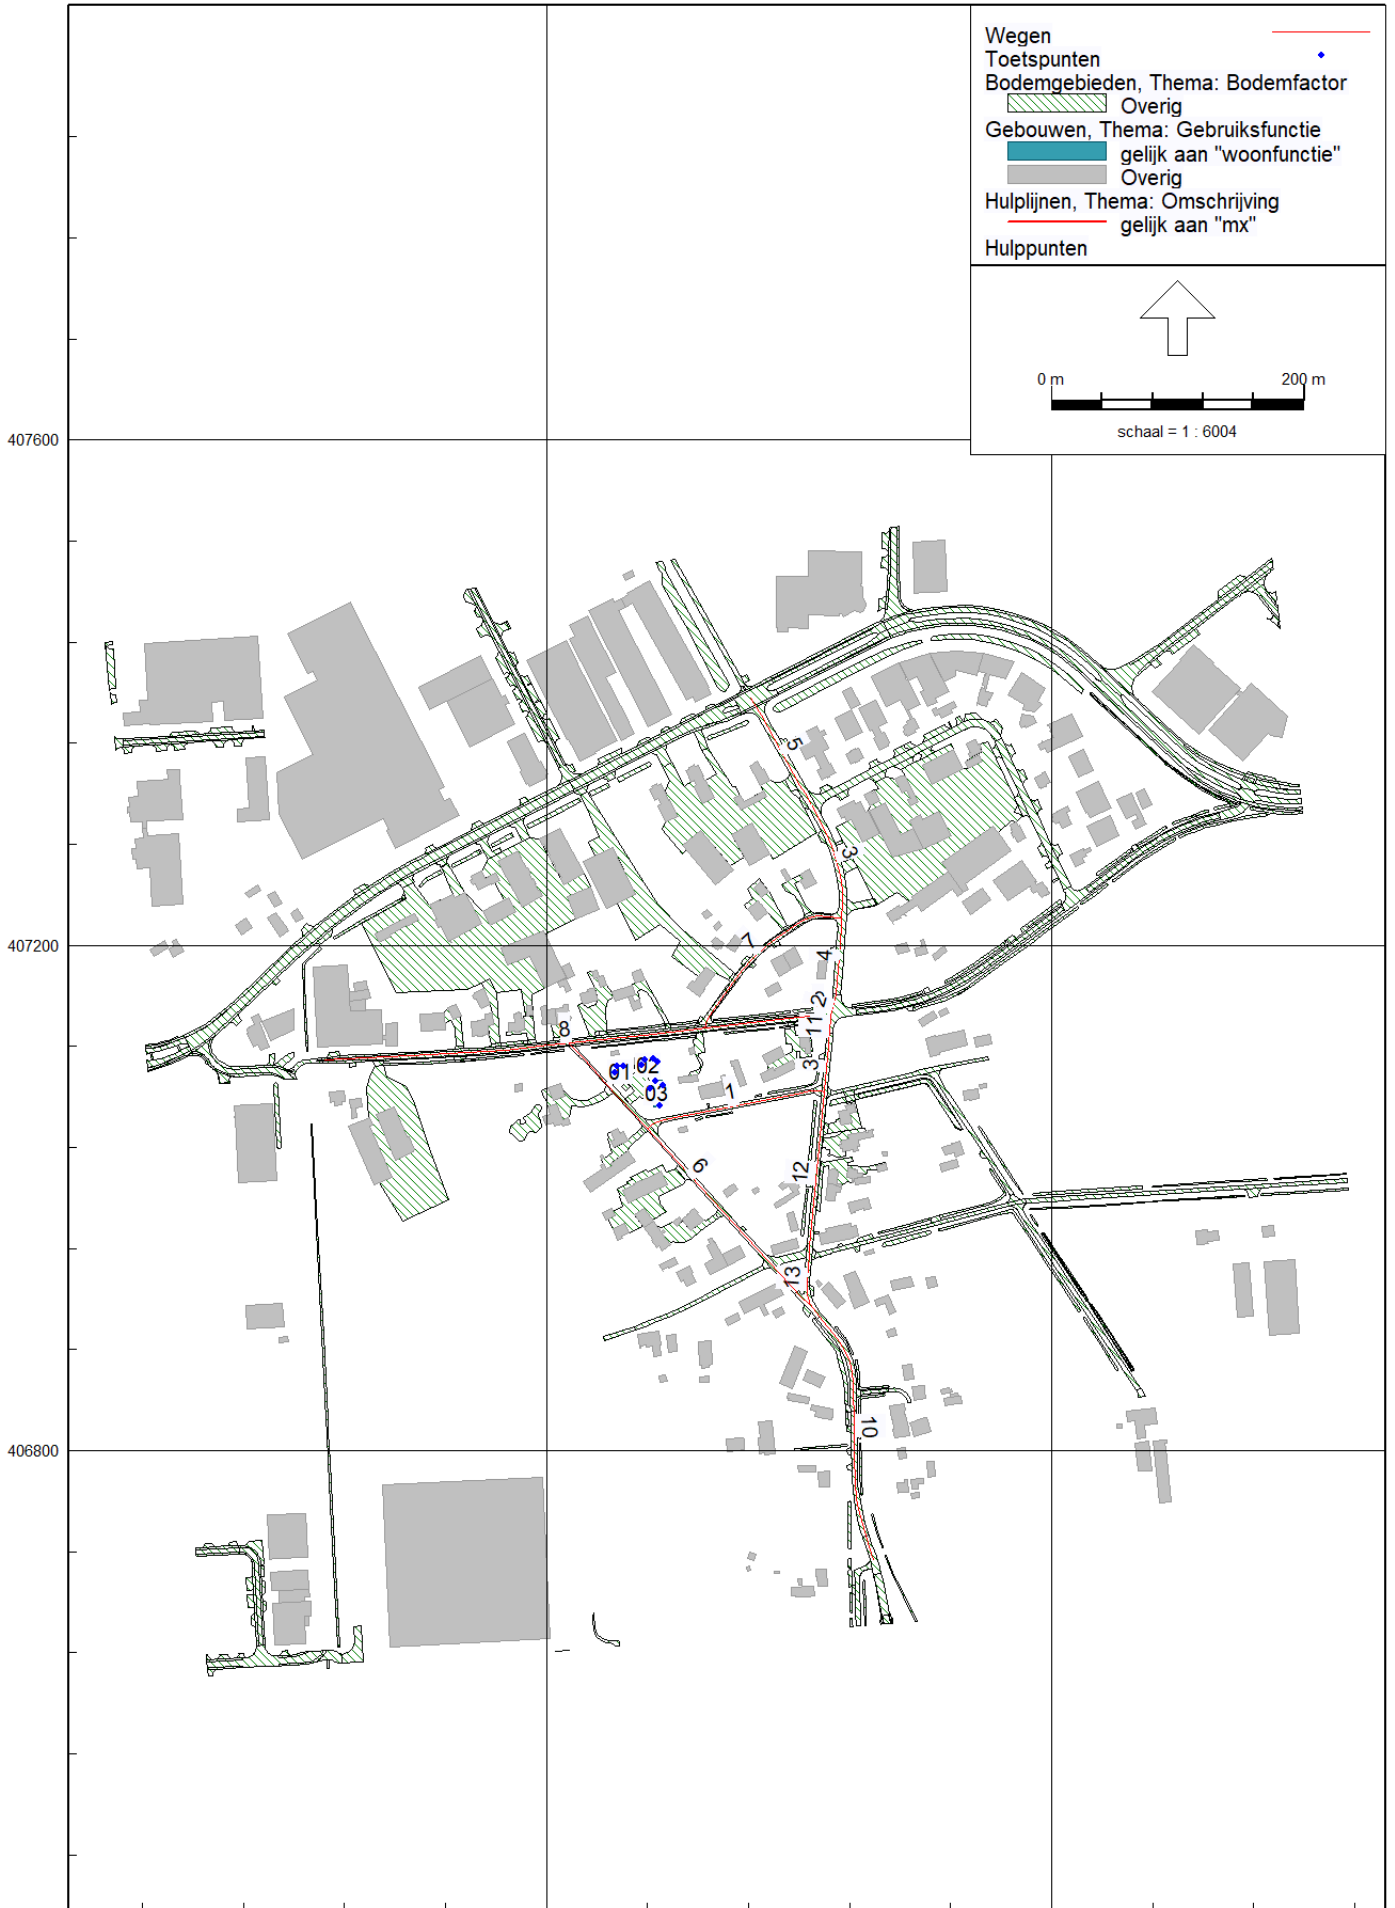 Wegen
Toetspunten
Bodemgebieden, Thema: Bodemfactor
Overig
Gebouwen, Thema: Gebruiksfunctie
gelijk aan "woonfunctie"
Overig
Hulplijnen, Thema: Omschrijving
gelijk aan "mx"
Hulppunten
0 m 200 m
schaal = 1 : 6004
407600
5
3
407200
7
4
2
8
11
01 02
3
03
1
12
6
13
10
406800